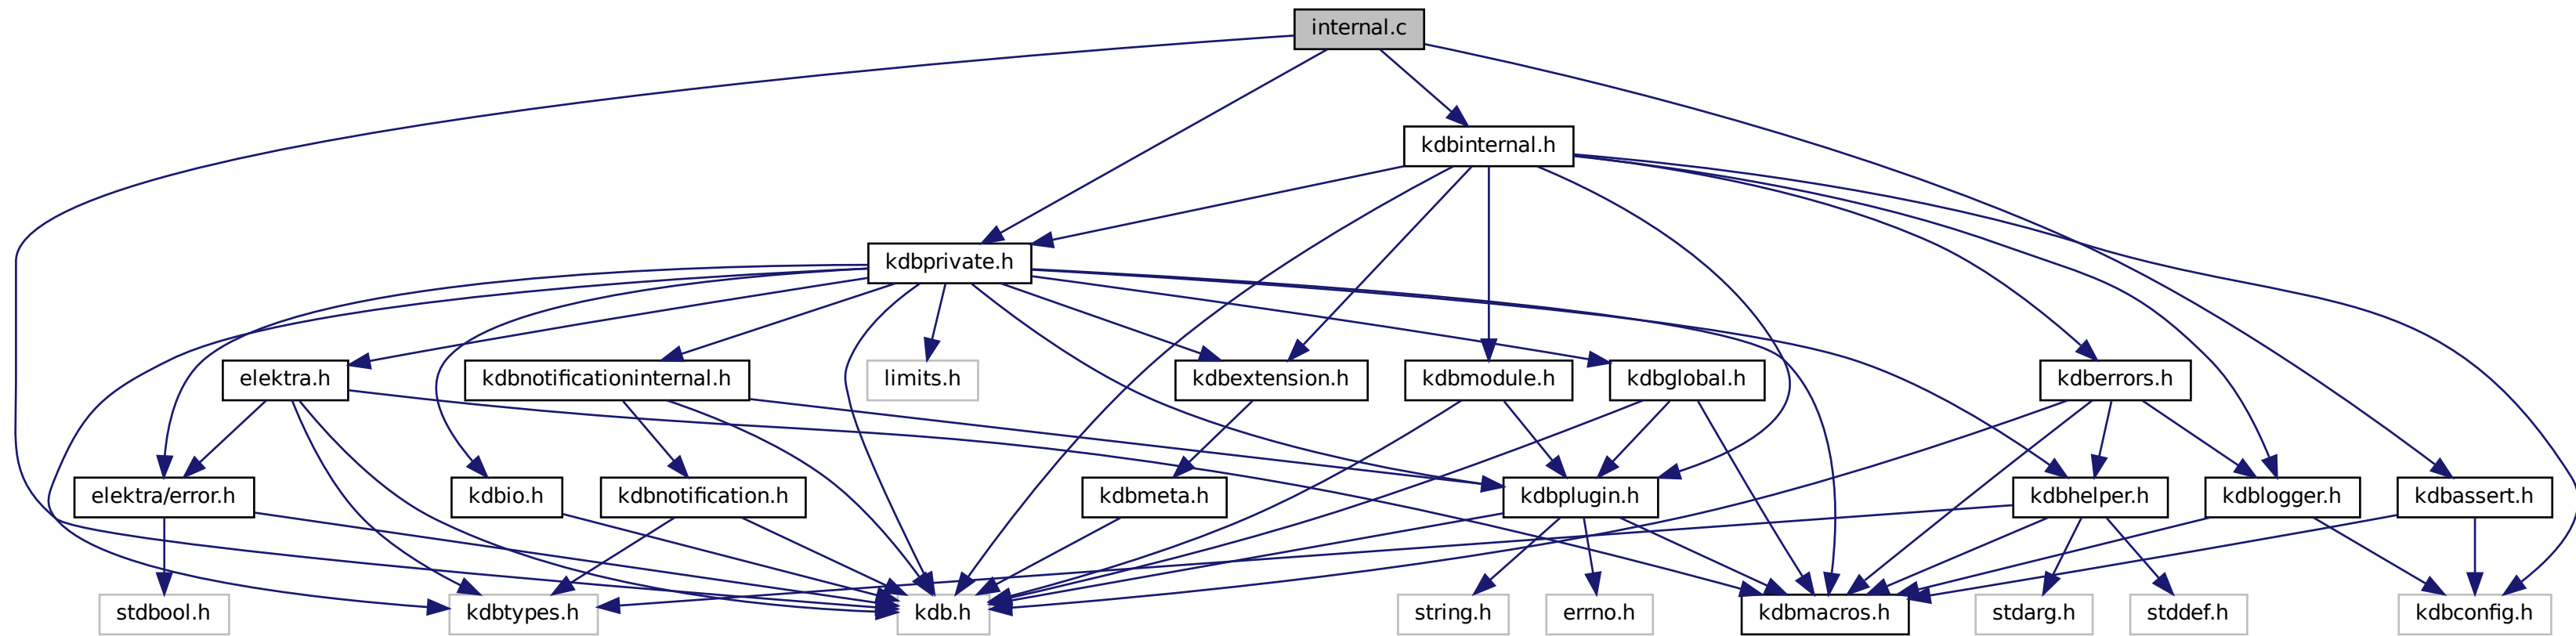 internal.c
kdbinternal.h
kdbprivate.h
elektra.h
kdbnotificationinternal.h
limits.h
kdbextension.h
kdbmodule.h
kdbglobal.h
kdberrors.h
elektra/error.h
kdbio.h
kdbnotification.h
kdbmeta.h
kdbplugin.h
kdbhelper.h
kdblogger.h
kdbassert.h
stdbool.h
kdbtypes.h
kdb.h
string.h
errno.h
kdbmacros.h
stdarg.h
stddef.h
kdbconfig.h